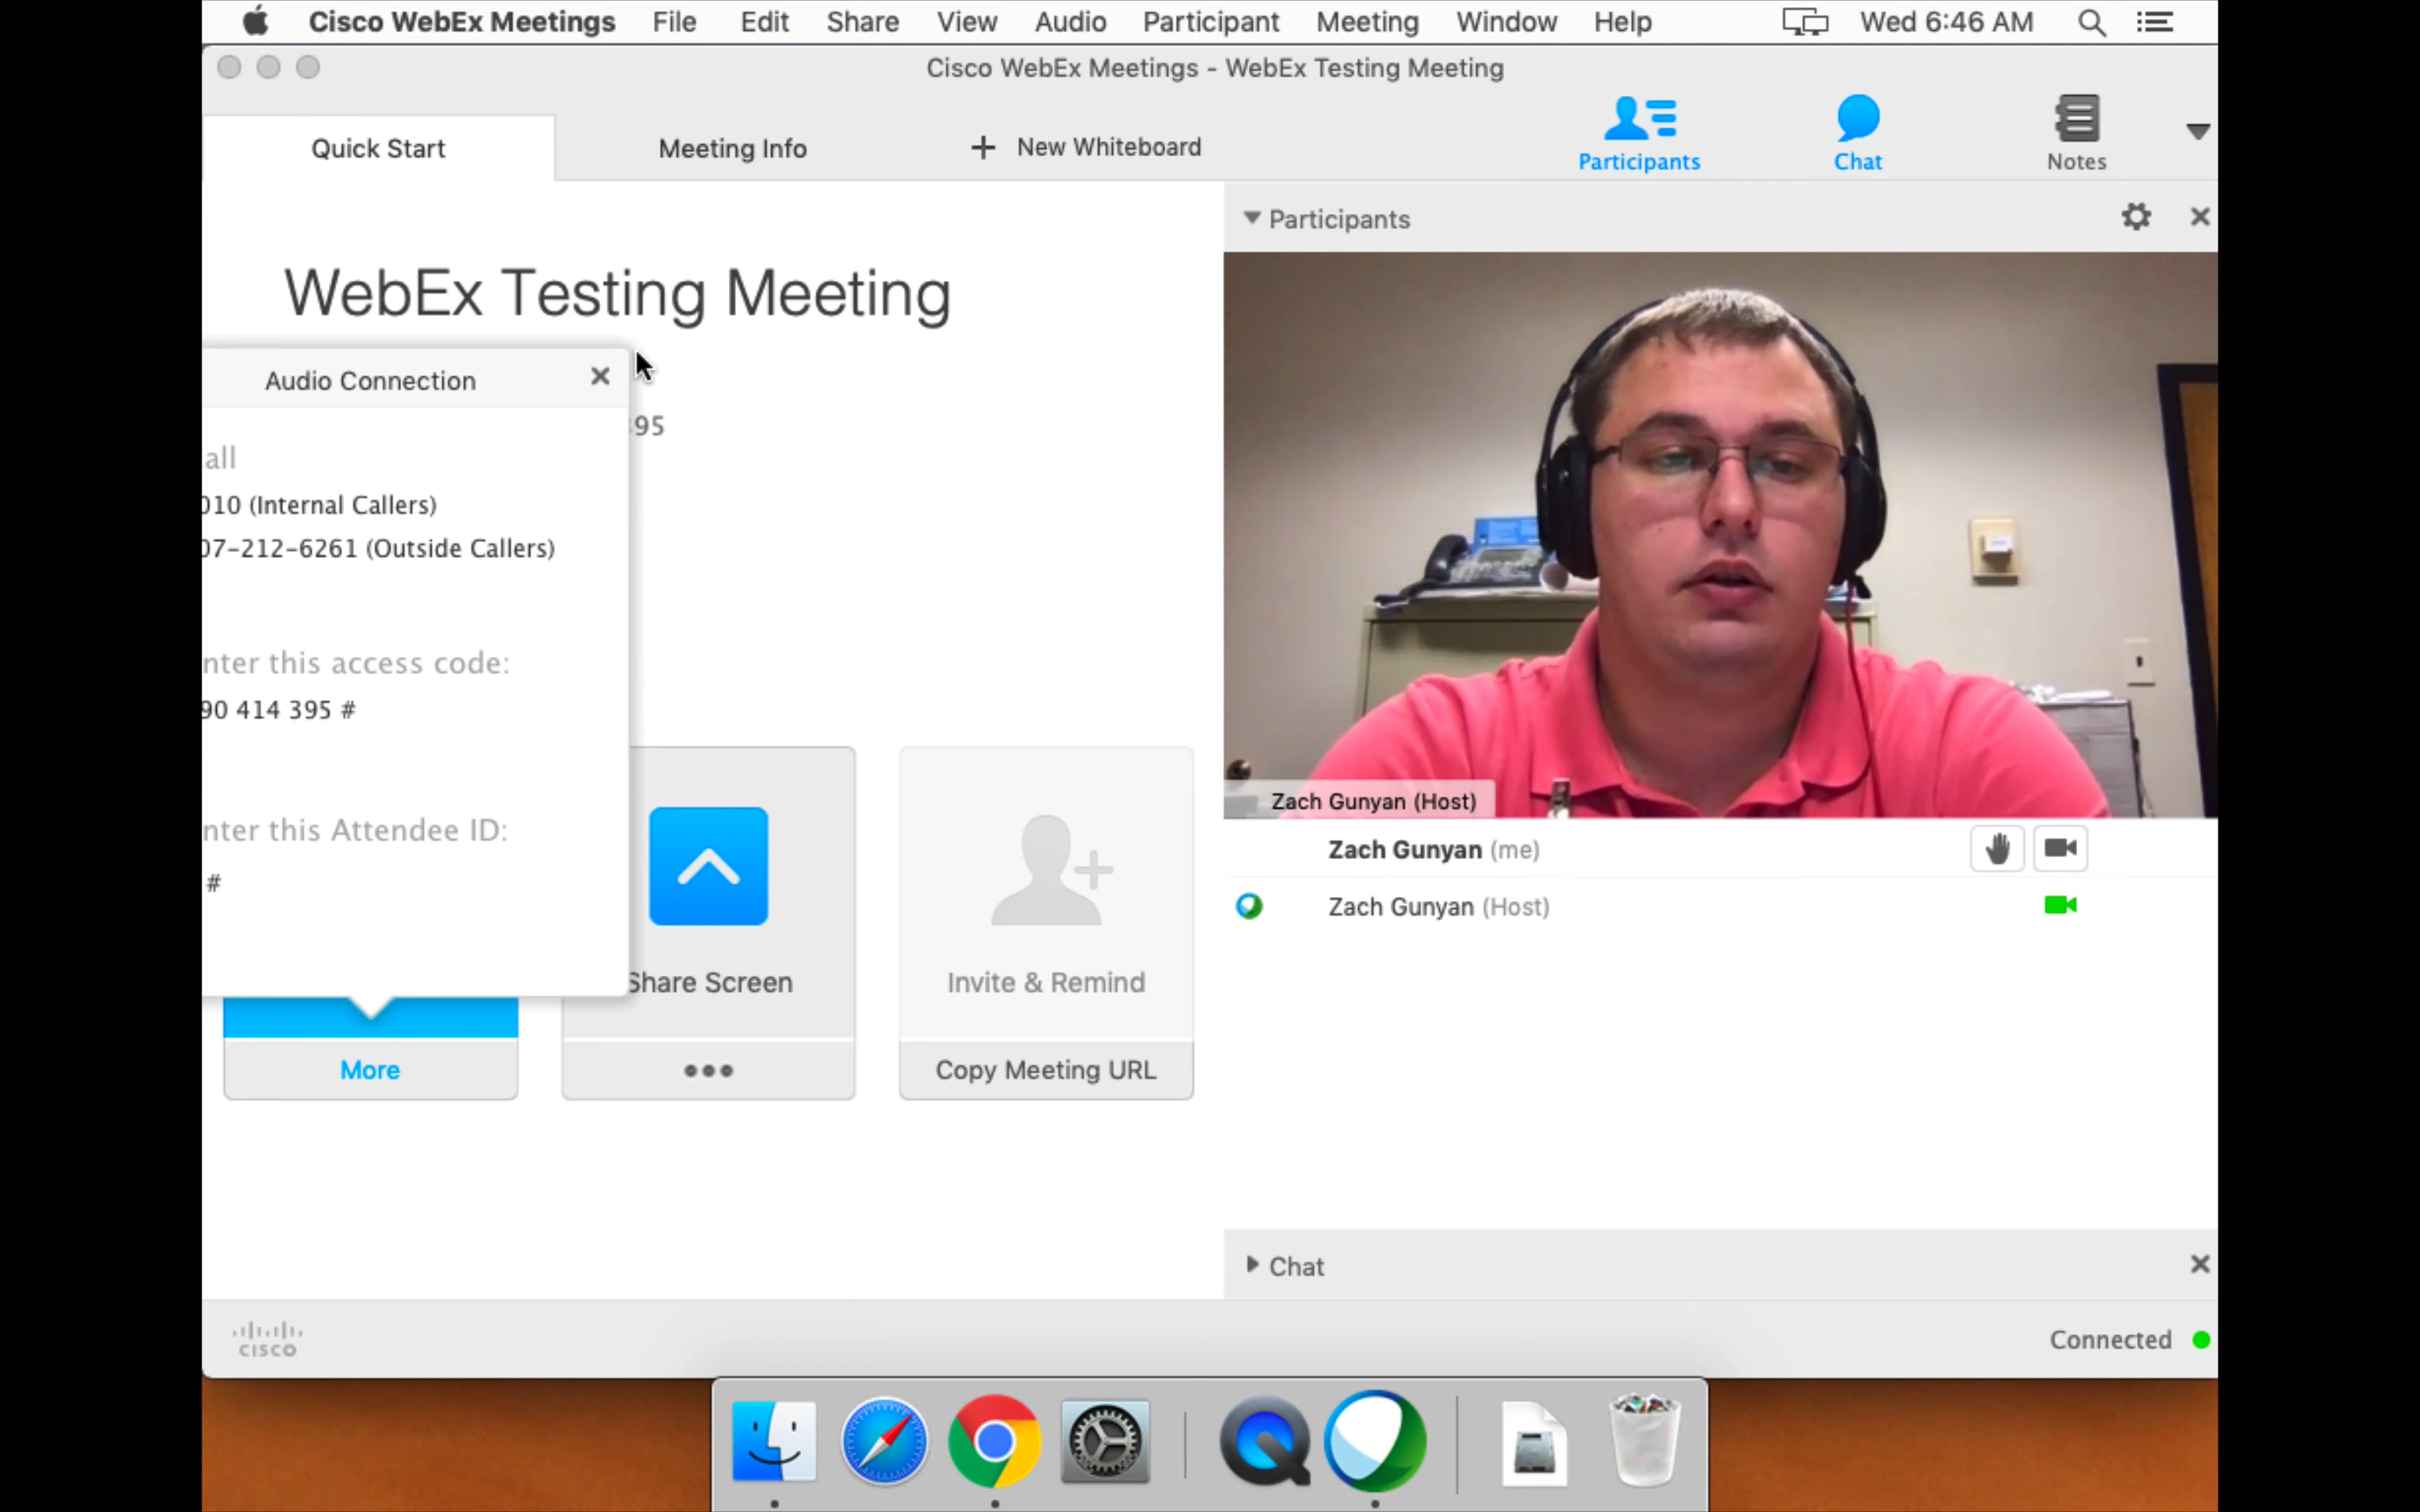 Cisco WebEx Meetings File Edit Share View Audio Participant Meeting Window Help Wed 6:46 AM
Cisco WebEx Meetings - WebEx Testing Meeting
Quick Start Meeting Info + New Whiteboard Participants Chat Notes
Participants
WebEx Testing Meeting
Audio Connection
395
all
010 (Internal Callers)
07-212-6261 (Outside Callers)
nter this access code:
90 414 395 #
nter this Attendee ID:
#
Share Screen
Invite & Remind
More
Copy Meeting URL
Zach Gunyan (Host)
Zach Gunyan (me)
Zach Gunyan (Host)
Chat
CISCO
Connected